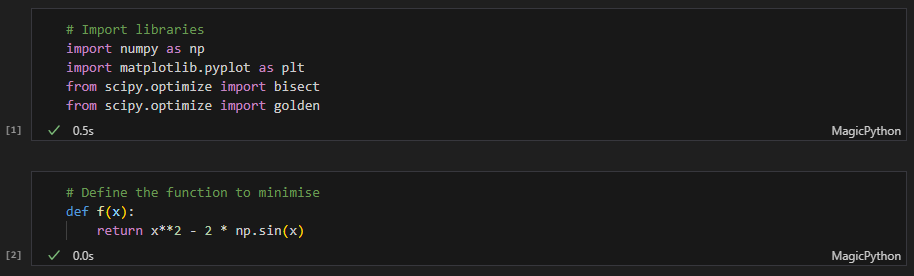 # Import libraries
import numpy as np
import matplotlib.pyplot as plt
from scipy.optimize import bisect
from scipy.optimize import golden
[1] 0.5s MagicPython
# Define the function to minimise
def f(x):
    return x**2 - 2 * np.sin(x)
[2] 0.0s MagicPython